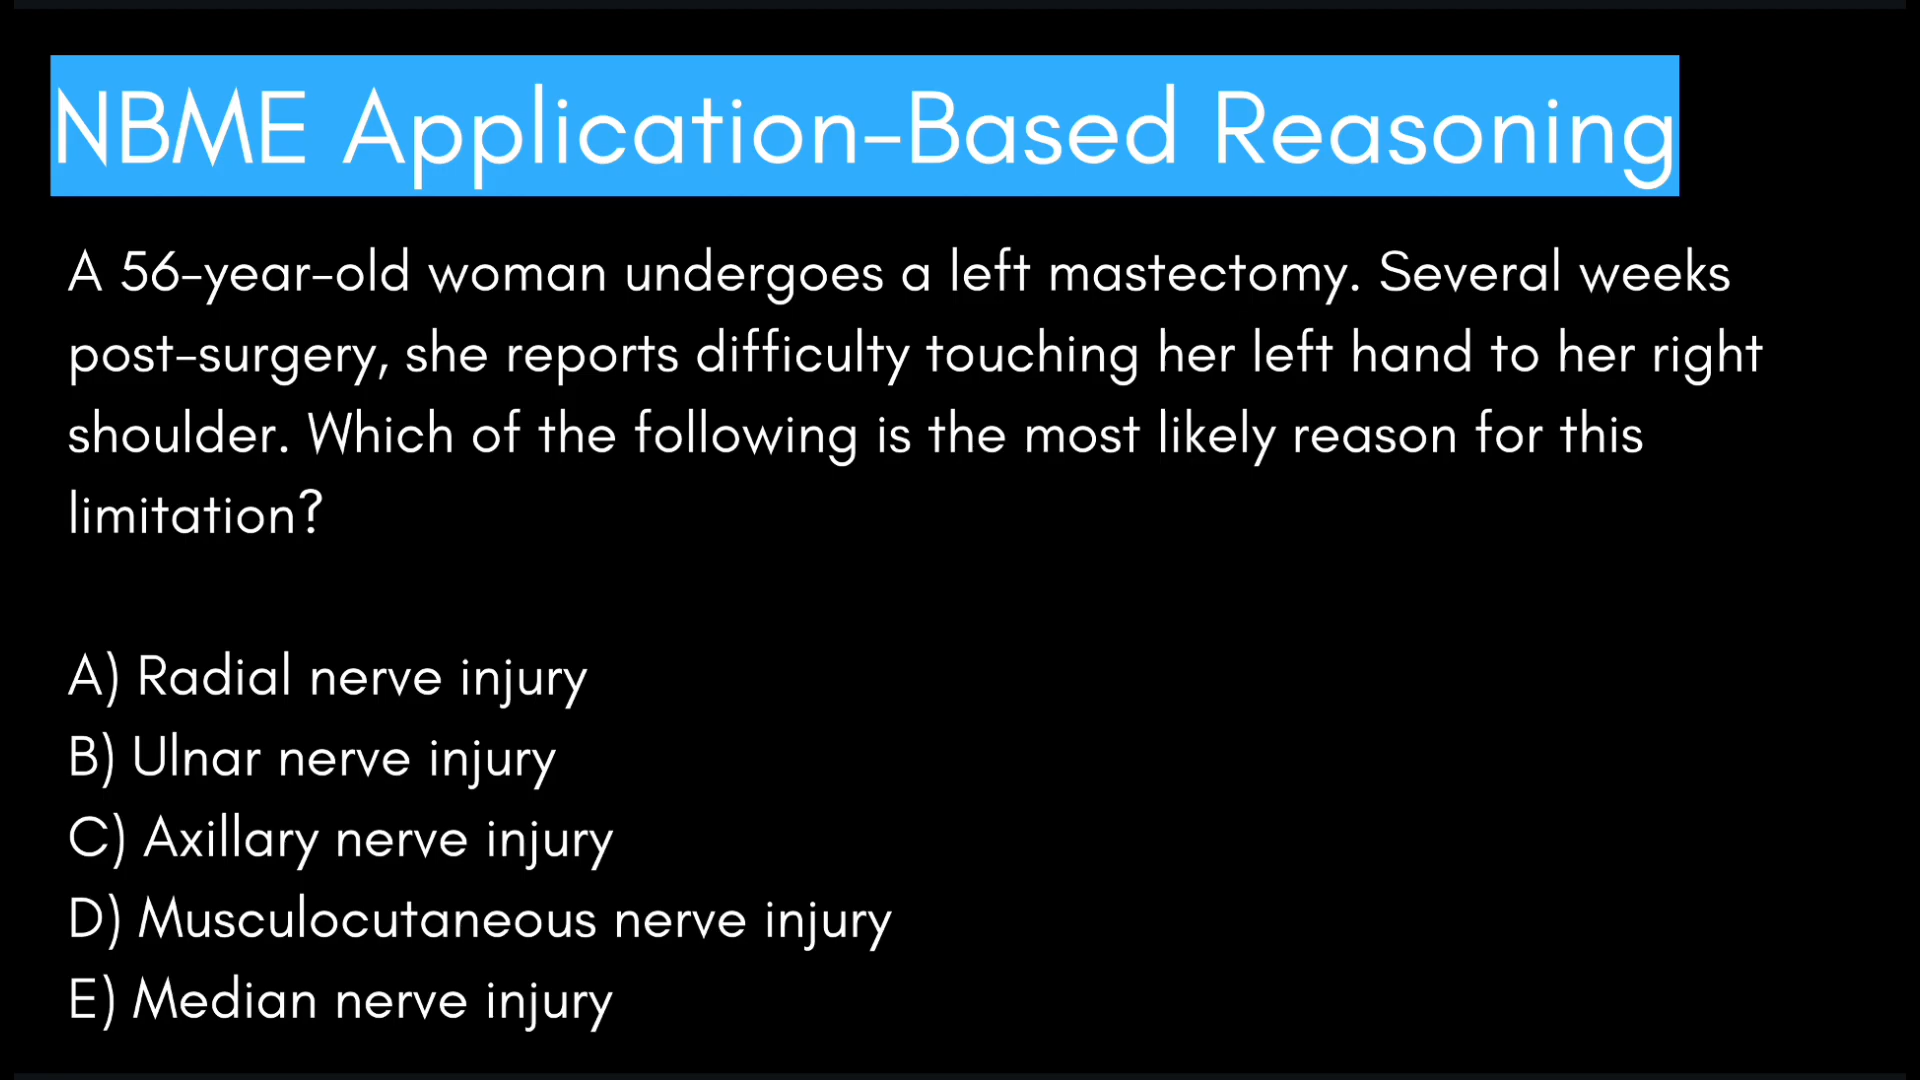 NBME Application-Based Reasoning
A 56-year-old woman undergoes a left mastectomy. Several weeks
post-surgery, she reports difficulty touching her left hand to her right
shoulder. Which of the following is the most likely reason for this
limitation?
A) Radial nerve injury
B) Ulnar nerve injury
C) Axillary nerve injury
D) Musculocutaneous nerve injury
E) Median nerve injury